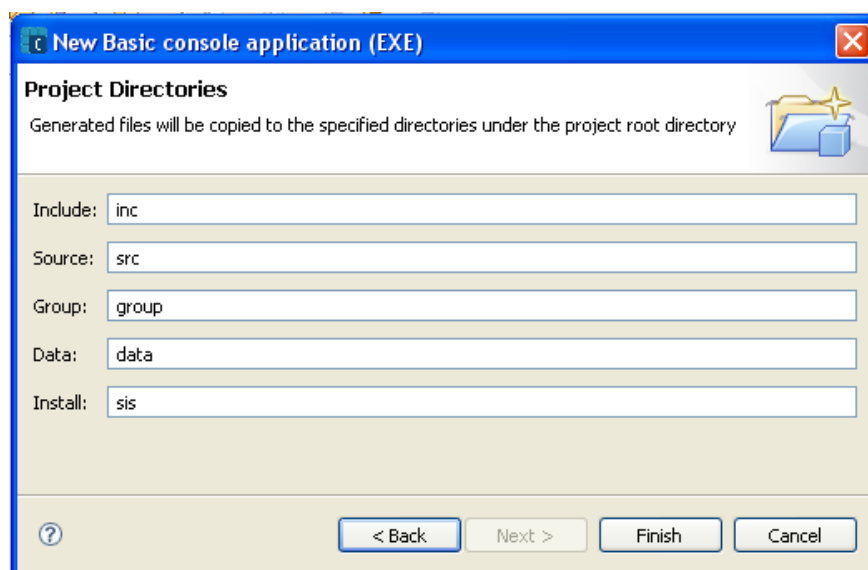 New Basic console application (EXE)
Project Directories
Generated files will be copied to the specified directories under the project root directory
Include: inc
Source: src
Group: group
Data: data
Install: sis
< Back Next > Finish Cancel